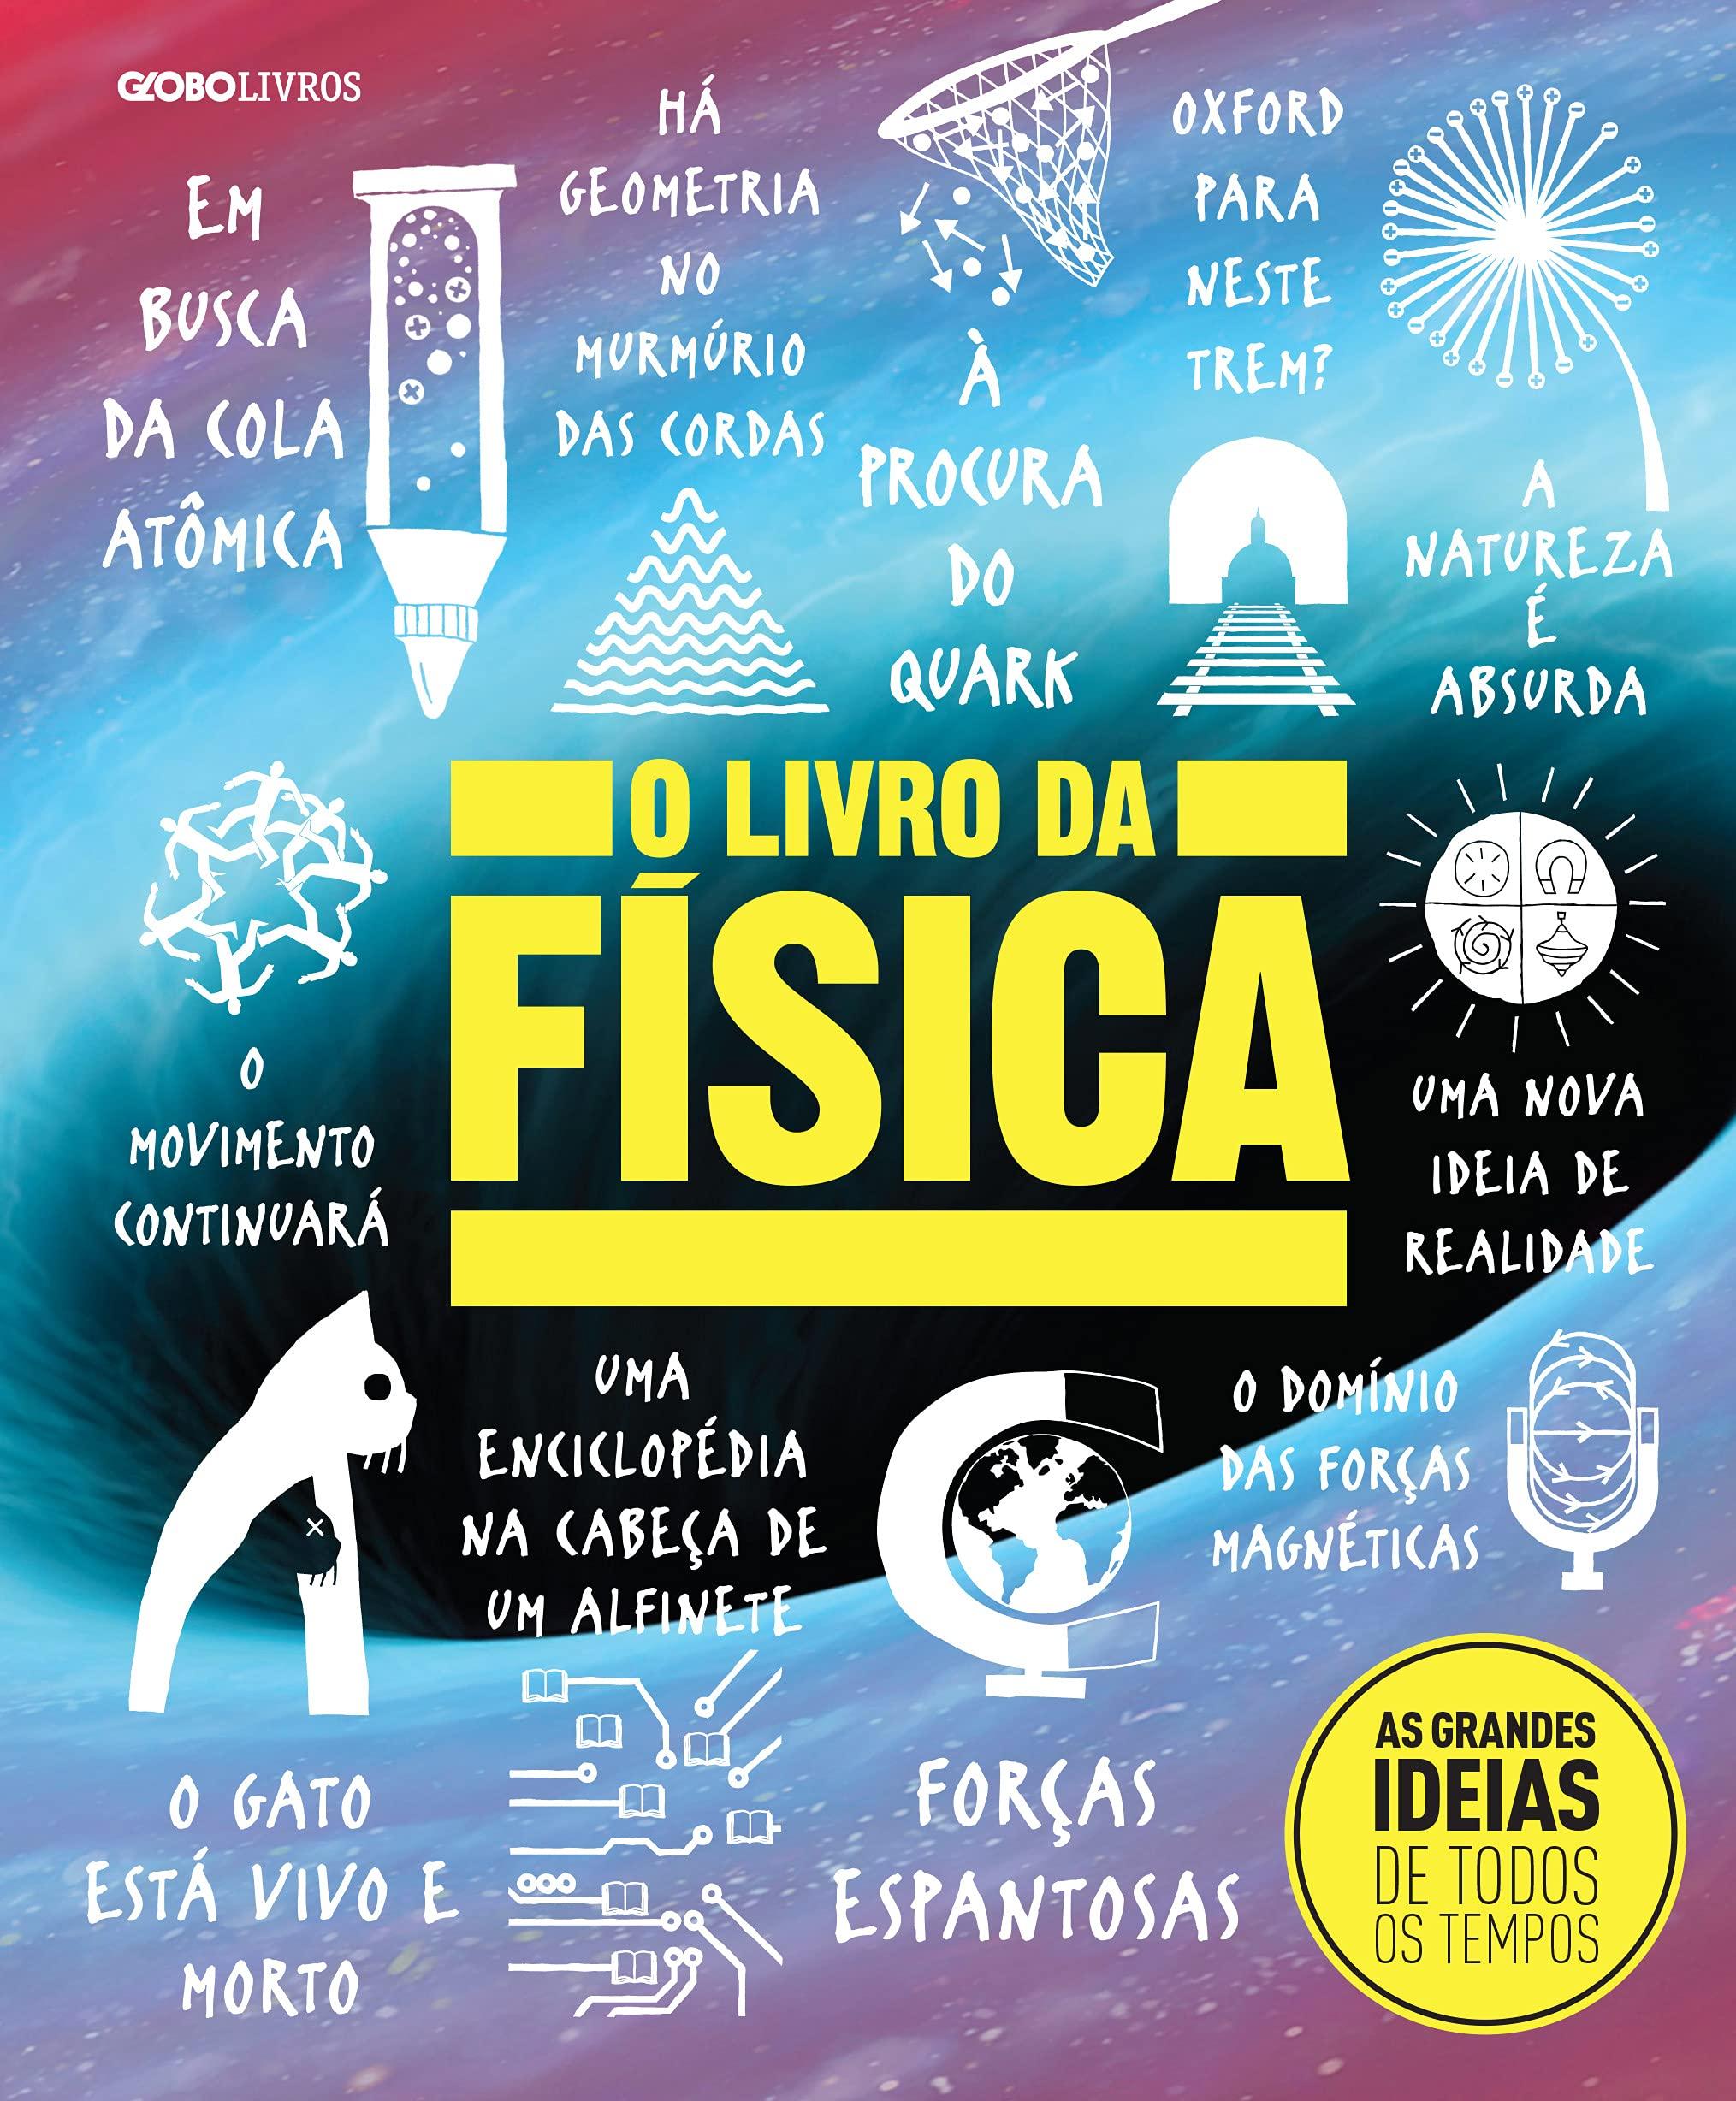 GLOBOLIVROS
EM
BUSCA
DA COLA
ATÔMICA
HÁ
GEOMETRIA
NO
MURMÚRIO
DAS CORDAS
À
PROCURA
DO
QUARK
OXFORD
PARA
NESTE
TREM?
A
NATUREZA
É
ABSURDA
O LIVRO DA
FÍSICA
O
MOVIMENTO
CONTINUARÁ
UMA NOVA
IDEIA DE
REALIDADE
O GATO
ESTÁ VIVO E
MORTO
UMA
ENCICLOPÉDIA
NA CABEÇA DE
UM ALFINETE
FORÇAS
ESPANTOSAS
O DOMÍNIO
DAS FORÇAS
MAGNÉTICAS
AS GRANDES
IDEIAS
DE TODOS
OS TEMPOS